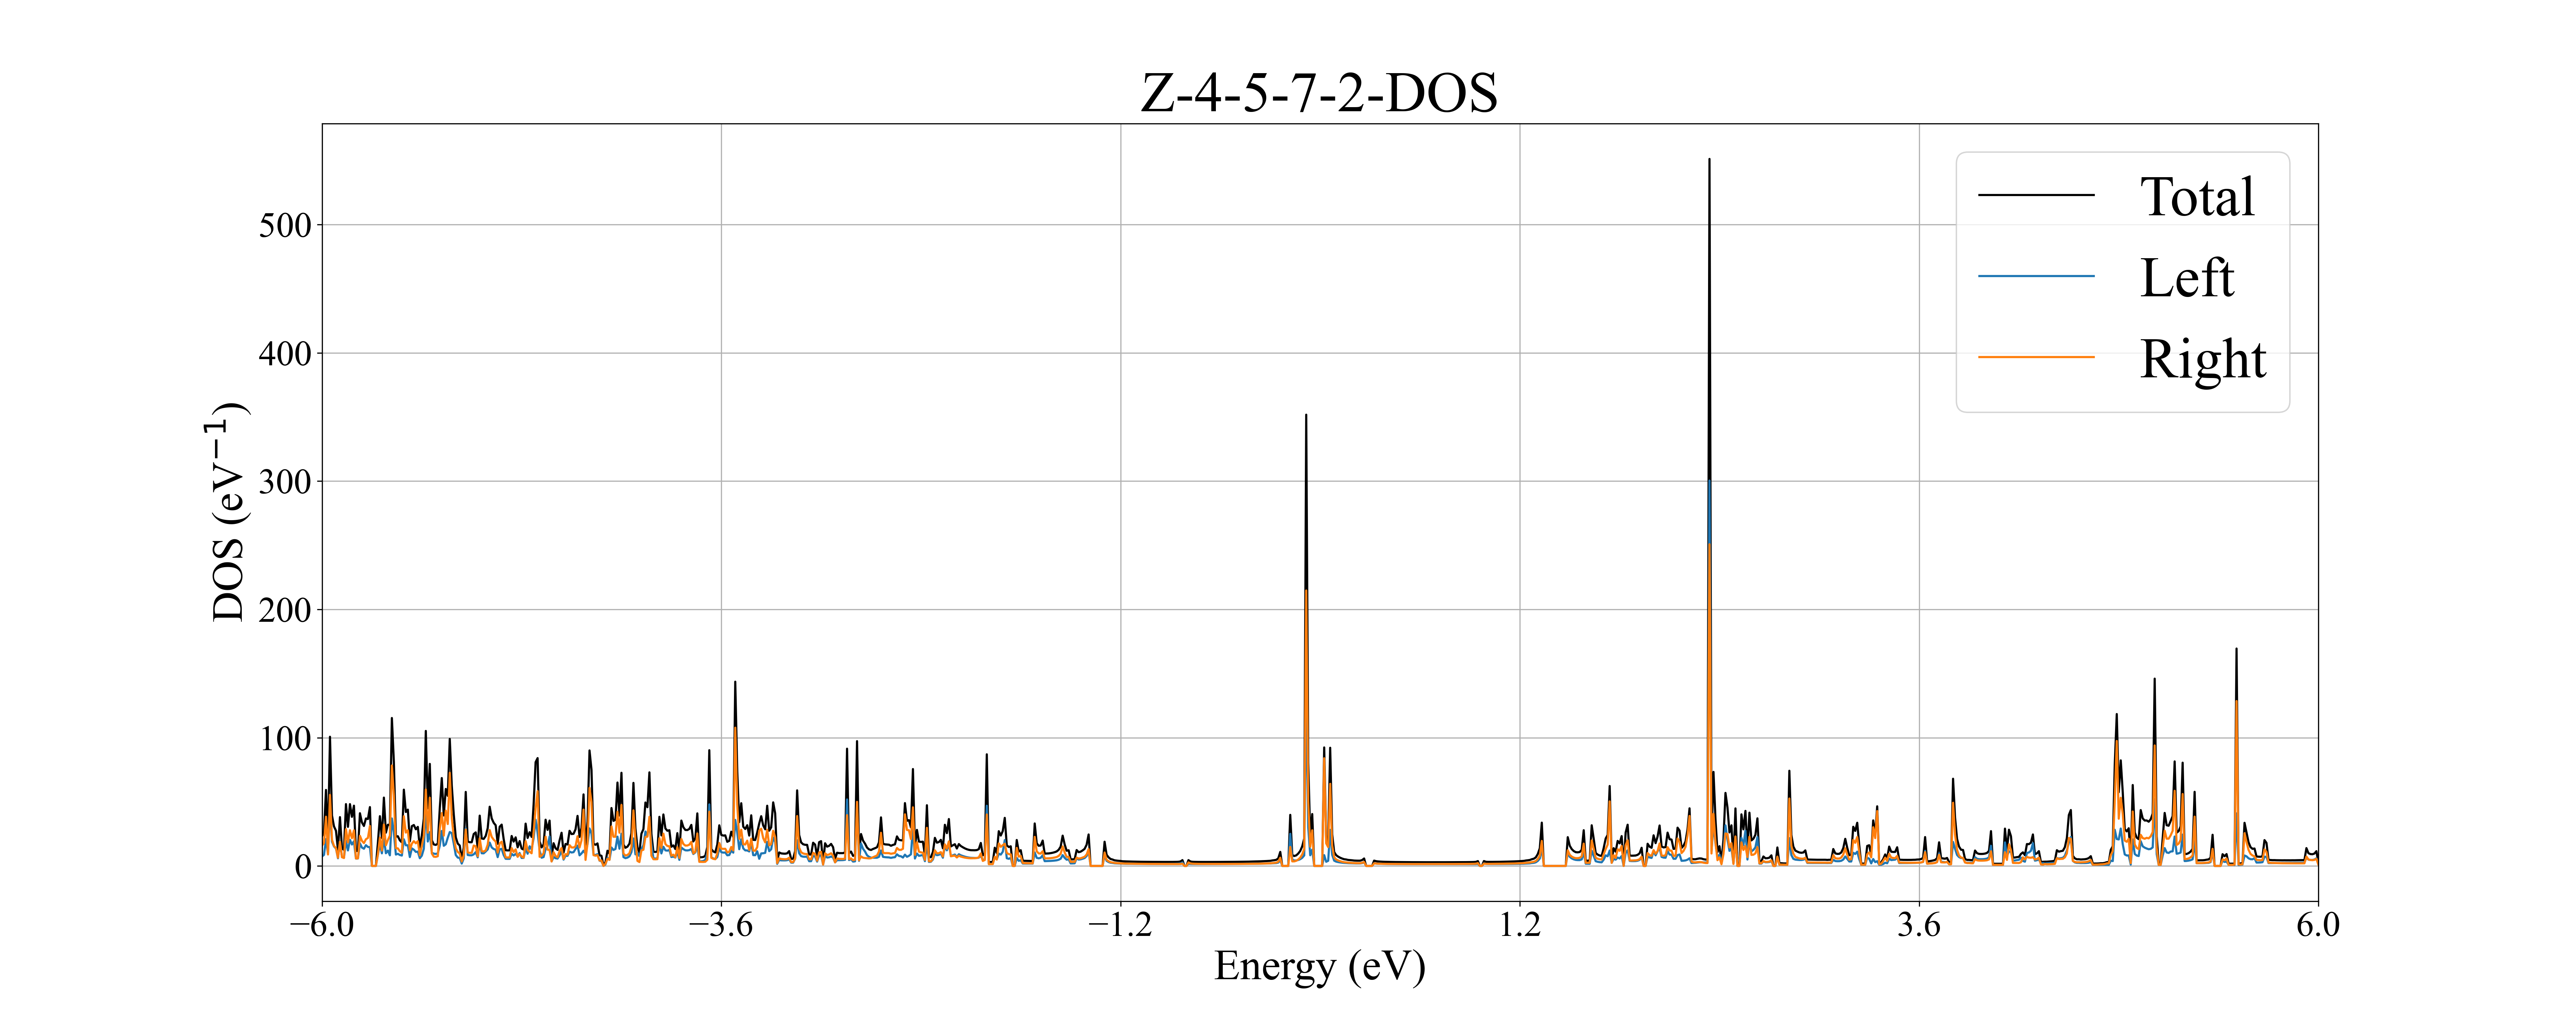 Z-4-5-7-2-DOS
Total
Left
Right
500
400
300
200
100
0
DOS (eV⁻¹)
−6.0 −3.6 −1.2 1.2 3.6 6.0
Energy (eV)